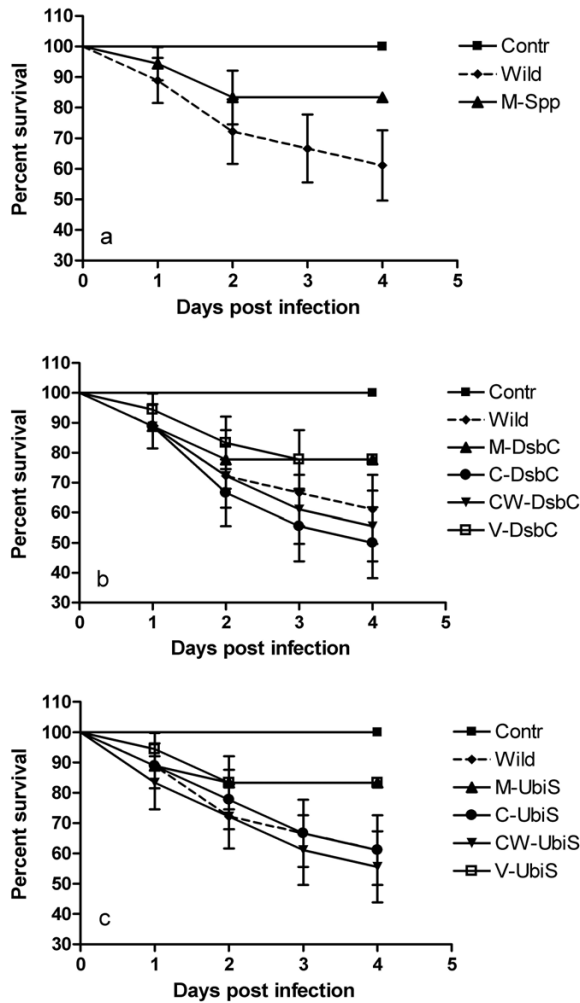 110
100
90
80
70
60
50
40
30
Percent survival
a
0 1 2 3 4 5
Days post infection
Contr
Wild
M-Spp
110
100
90
80
70
60
50
40
30
Percent survival
b
0 1 2 3 4 5
Days post infection
Contr
Wild
M-DsbC
C-DsbC
CW-DsbC
V-DsbC
110
100
90
80
70
60
50
40
30
Percent survival
c
0 1 2 3 4 5
Days post infection
Contr
Wild
M-UbiS
C-UbiS
CW-UbiS
V-UbiS